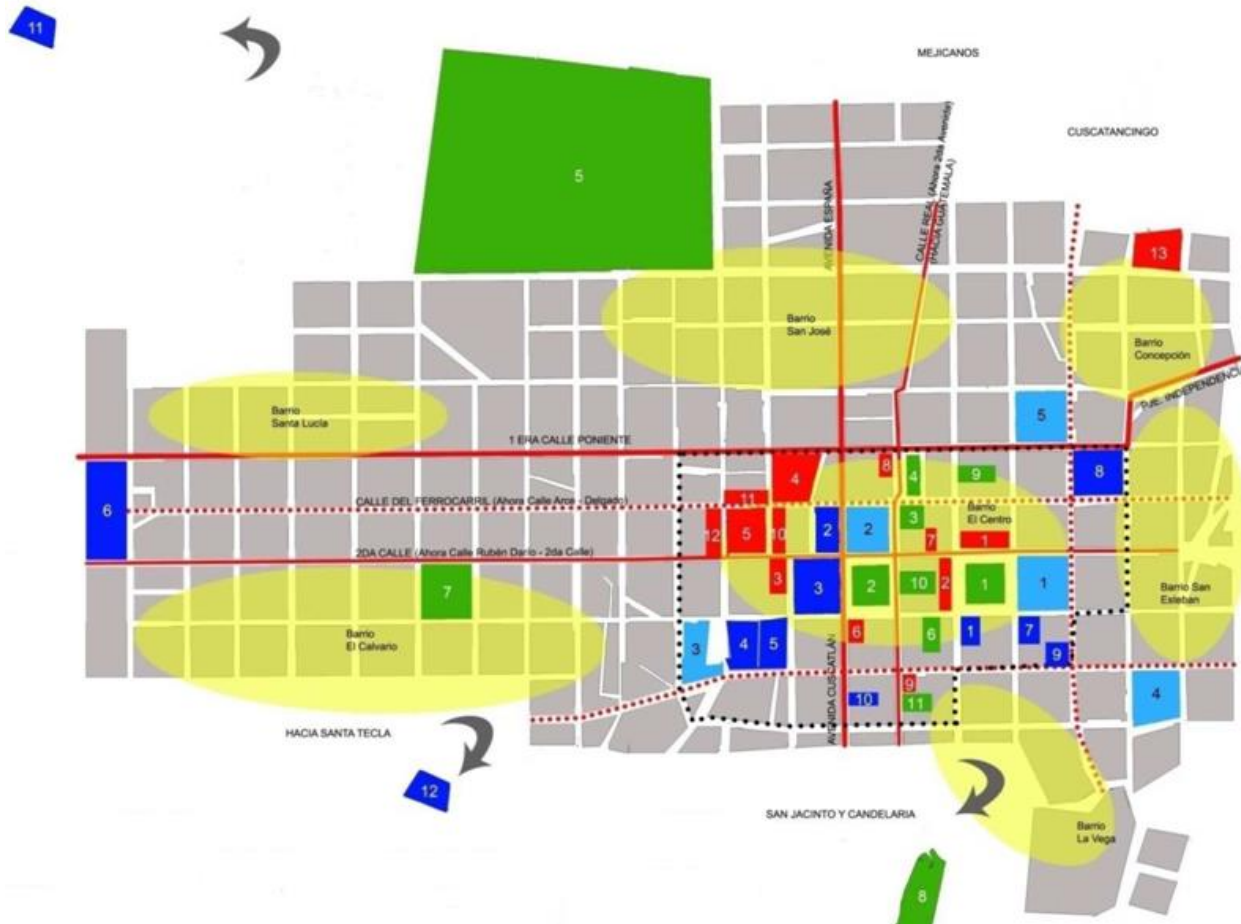 11
MEJICANOS
CUSCATANCINGO
5
AVENIDA ESPAÑA
CALLE REAL (Ahora 2da Avenida)
(HACIA GUATEMALA)
13
Barrio
San José
Barrio
Concepción
PJE. INDEPENDENCI
Barrio
Santa Lucía
5
1 ERA CALLE PONIENTE
6
4
8
4
9
8
CALLE DEL FERROCARRIL (Ahora Calle Arce - Delgado)
11
Barrio
El Centro
12
5
10
2
2
3
7
1
2DA CALLE (Ahora Calle Rubén Darío - 2da Calle)
7
3
3
2
10
2
1
1
Barrio San
Esteban
Barrio
El Calvario
3
4
5
6
6
1
7
9
AVENIDA CUSCATLÁN
10
9
11
4
HACIA SANTA TECLA
12
SAN JACINTO Y CANDELARIA
Barrio
La Vega
8